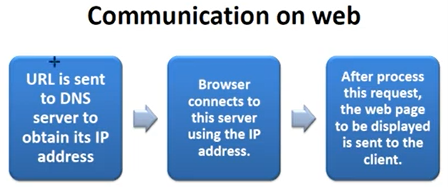 Communication on web
URL is sent
to DNS
server to
obtain its IP
address
Browser
connects to
this server
using the IP
address.
After process
this request,
the web page
to be displayed
is sent to the
client.